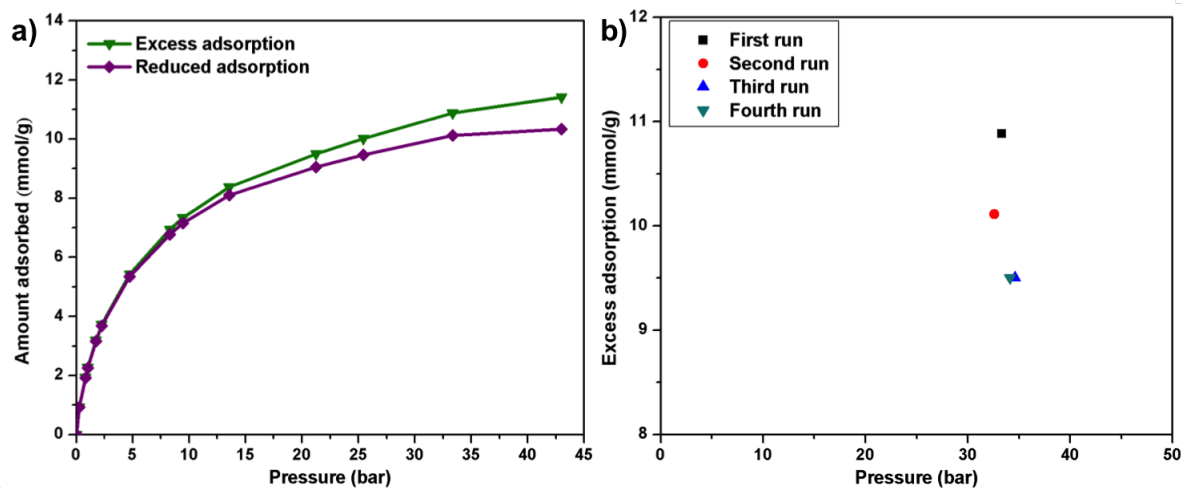 a)
Excess adsorption
Reduced adsorption
Amount adsorbed (mmol/g)
14
12
10
8
6
4
2
0
0 5 10 15 20 25 30 35 40 45
Pressure (bar)
b)
First run
Second run
Third run
Fourth run
Excess adsorption (mmol/g)
12
11
10
9
8
0 10 20 30 40 50
Pressure (bar)